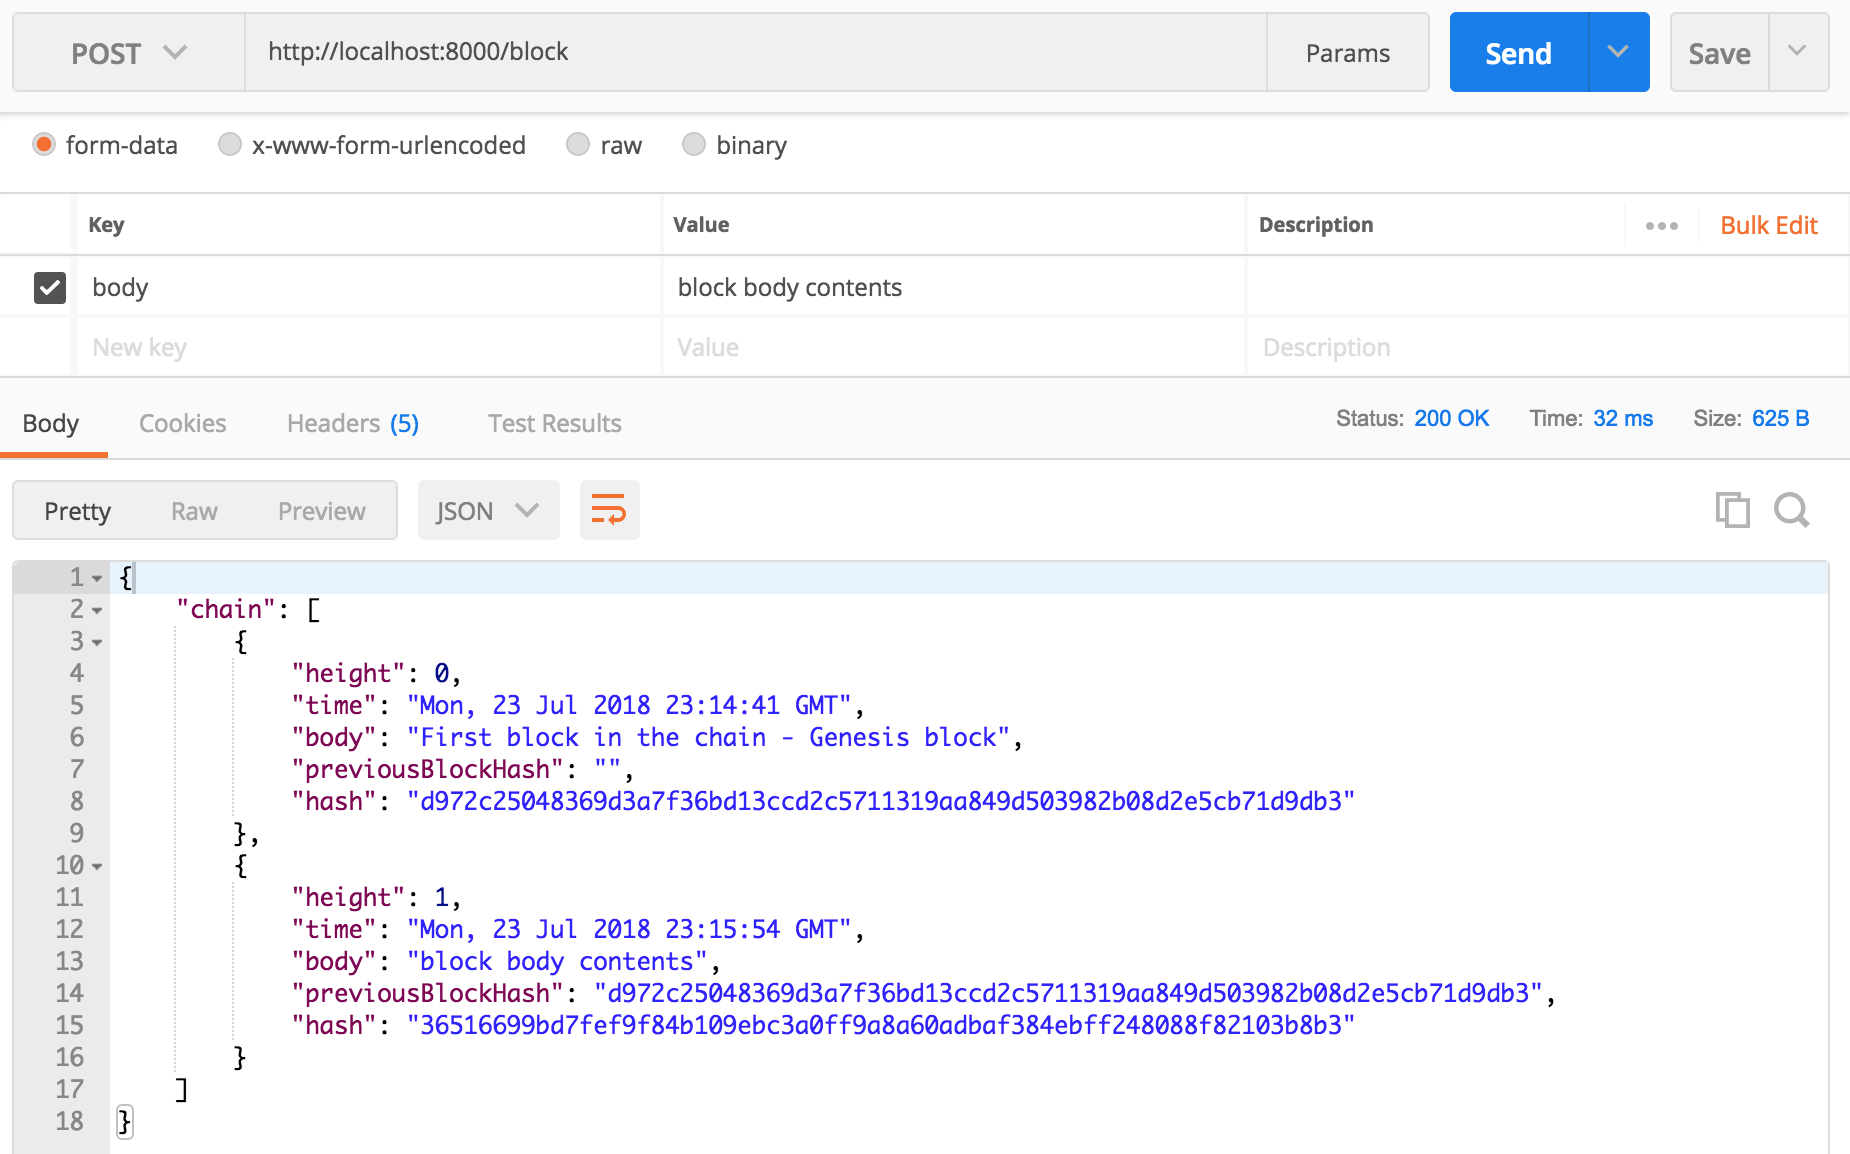 POST http://localhost:8000/block Params Send Save
form-data x-www-form-urlencoded raw binary
Key Value Description Bulk Edit
body block body contents
New key Value Description
Body Cookies Headers (5) Test Results Status: 200 OK Time: 32 ms Size: 625 B
Pretty Raw Preview JSON
1 {
2 "chain": [
3 {
4 "height": 0,
5 "time": "Mon, 23 Jul 2018 23:14:41 GMT",
6 "body": "First block in the chain - Genesis block",
7 "previousBlockHash": "",
8 "hash": "d972c25048369d3a7f36bd13ccd2c5711319aa849d503982b08d2e5cb71d9db3"
9 },
10 {
11 "height": 1,
12 "time": "Mon, 23 Jul 2018 23:15:54 GMT",
13 "body": "block body contents",
14 "previousBlockHash": "d972c25048369d3a7f36bd13ccd2c5711319aa849d503982b08d2e5cb71d9db3",
15 "hash": "36516699bd7fef9f84b109ebc3a0ff9a8a60adbaf384ebff248088f82103b8b3"
16 }
17 ]
18 }